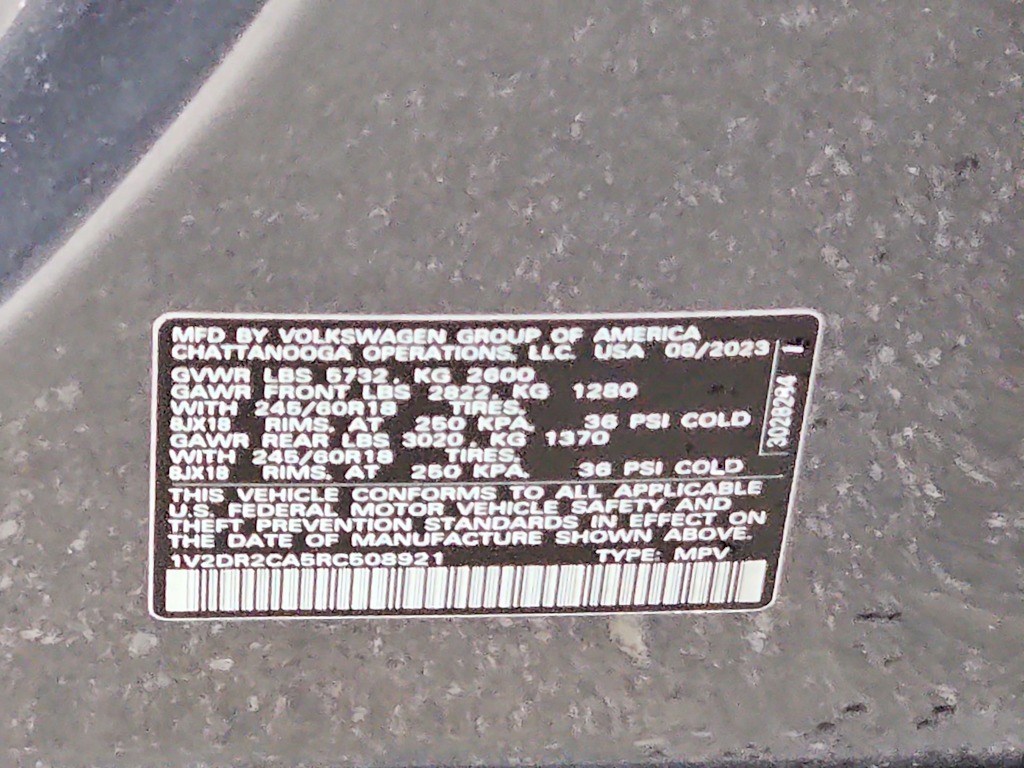 MFD BY VOLKSWAGEN GROUP OF AMERICA
CHATTANOOGA OPERATIONS, LLC. USA 08/2023
GVWR LBS 5732. KG 2600
GAWR FRONT LBS 2822. KG 1280
WITH 245/60R18 TIRES,
8JX18 RIMS. AT 250 KPA. 36 PSI COLD
GAWR REAR LBS 3020. KG 1370
WITH 245/60R18 TIRES,
8JX18 RIMS. AT 250 KPA. 36 PSI COLD
THIS VEHICLE CONFORMS TO ALL APPLICABLE
U.S. FEDERAL MOTOR VEHICLE SAFETY AND
THEFT PREVENTION STANDARDS IN EFFECT ON
THE DATE OF MANUFACTURE SHOWN ABOVE.
1V2DR2CA5RC508921 TYPE: MPV
3028294 I